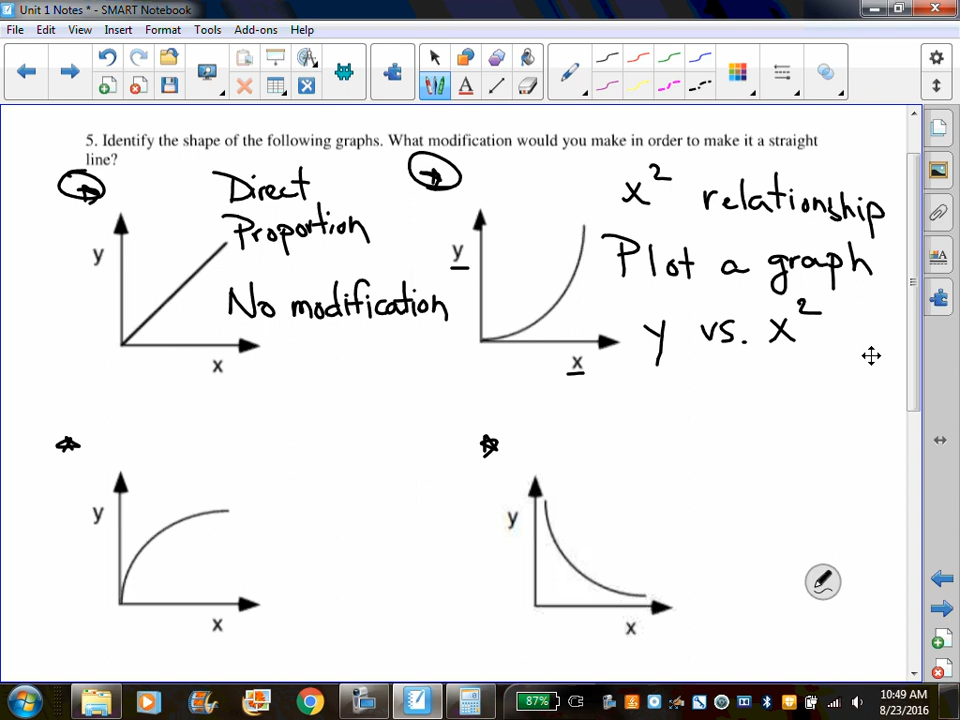 Unit 1 Notes * - SMART Notebook
File Edit View Insert Format Tools Add-ons Help
5. Identify the shape of the following graphs. What modification would you make in order to make it a straight
line?
Direct
Proportion
No modification
y
x
x² relationship
Plot a graph
y vs. x²
y
x
y
x
y
x
87%
10:49 AM
8/23/2016